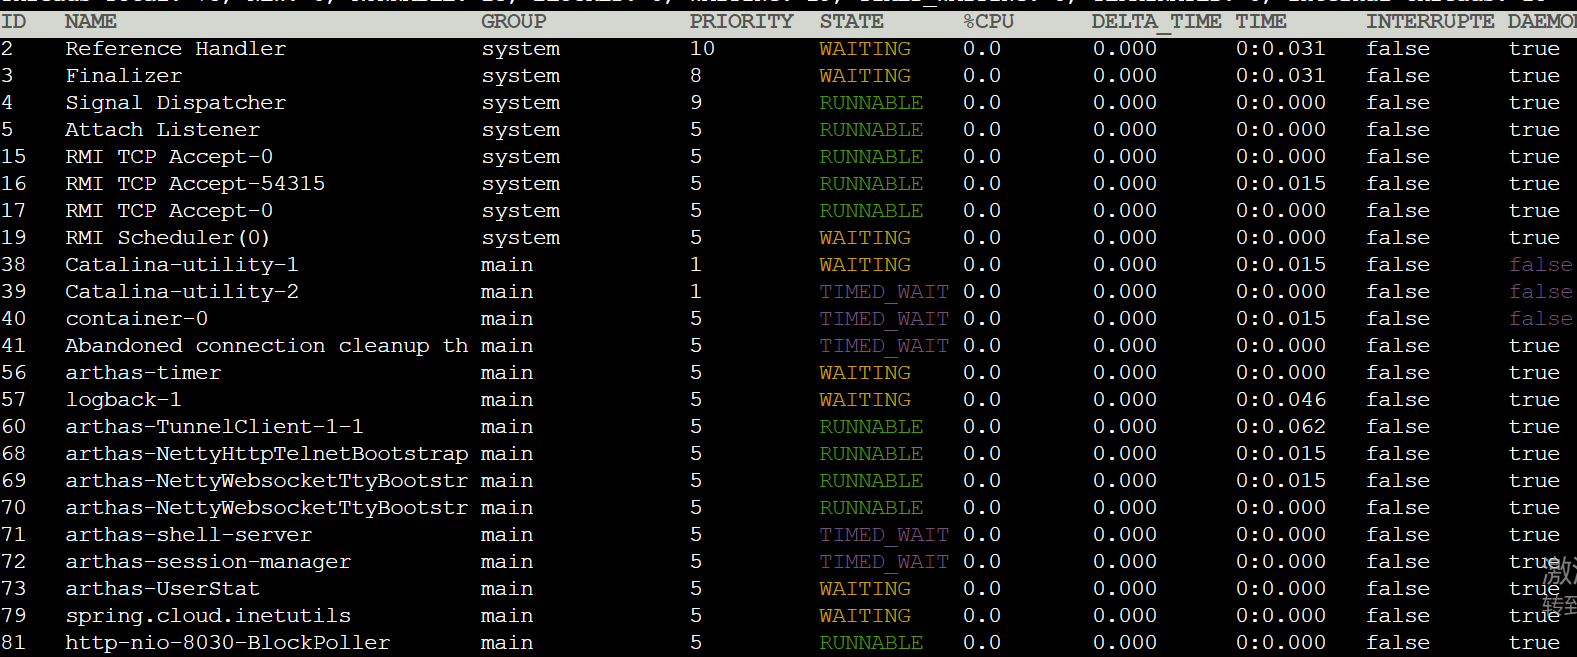 ID NAME GROUP PRIORITY STATE %CPU DELTA_TIME TIME INTERRUPTE DAEMO
2 Reference Handler system 10 WAITING 0.0 0.000 0:0.031 false true
3 Finalizer system 8 WAITING 0.0 0.000 0:0.031 false true
4 Signal Dispatcher system 9 RUNNABLE 0.0 0.000 0:0.000 false true
5 Attach Listener system 5 RUNNABLE 0.0 0.000 0:0.000 false true
15 RMI TCP Accept-0 system 5 RUNNABLE 0.0 0.000 0:0.000 false true
16 RMI TCP Accept-54315 system 5 RUNNABLE 0.0 0.000 0:0.015 false true
17 RMI TCP Accept-0 system 5 RUNNABLE 0.0 0.000 0:0.000 false true
19 RMI Scheduler(0) system 5 WAITING 0.0 0.000 0:0.000 false true
38 Catalina-utility-1 main 1 WAITING 0.0 0.000 0:0.015 false false
39 Catalina-utility-2 main 1 TIMED_WAIT 0.0 0.000 0:0.000 false false
40 container-0 main 5 TIMED_WAIT 0.0 0.000 0:0.015 false false
41 Abandoned connection cleanup th main 5 TIMED_WAIT 0.0 0.000 0:0.000 false true
56 arthas-timer main 5 WAITING 0.0 0.000 0:0.000 false true
57 logback-1 main 5 WAITING 0.0 0.000 0:0.046 false true
60 arthas-TunnelClient-1-1 main 5 RUNNABLE 0.0 0.000 0:0.062 false true
68 arthas-NettyHttpTelnetBootstrap main 5 RUNNABLE 0.0 0.000 0:0.015 false true
69 arthas-NettyWebsocketTtyBootstr main 5 RUNNABLE 0.0 0.000 0:0.015 false true
70 arthas-NettyWebsocketTtyBootstr main 5 RUNNABLE 0.0 0.000 0:0.000 false true
71 arthas-shell-server main 5 TIMED_WAIT 0.0 0.000 0:0.000 false true
72 arthas-session-manager main 5 TIMED_WAIT 0.0 0.000 0:0.000 false true
73 arthas-UserStat main 5 WAITING 0.0 0.000 0:0.000 false true
79 spring.cloud.inetutils main 5 WAITING 0.0 0.000 0:0.000 false true
81 http-nio-8030-BlockPoller main 5 RUNNABLE 0.0 0.000 0:0.000 false true